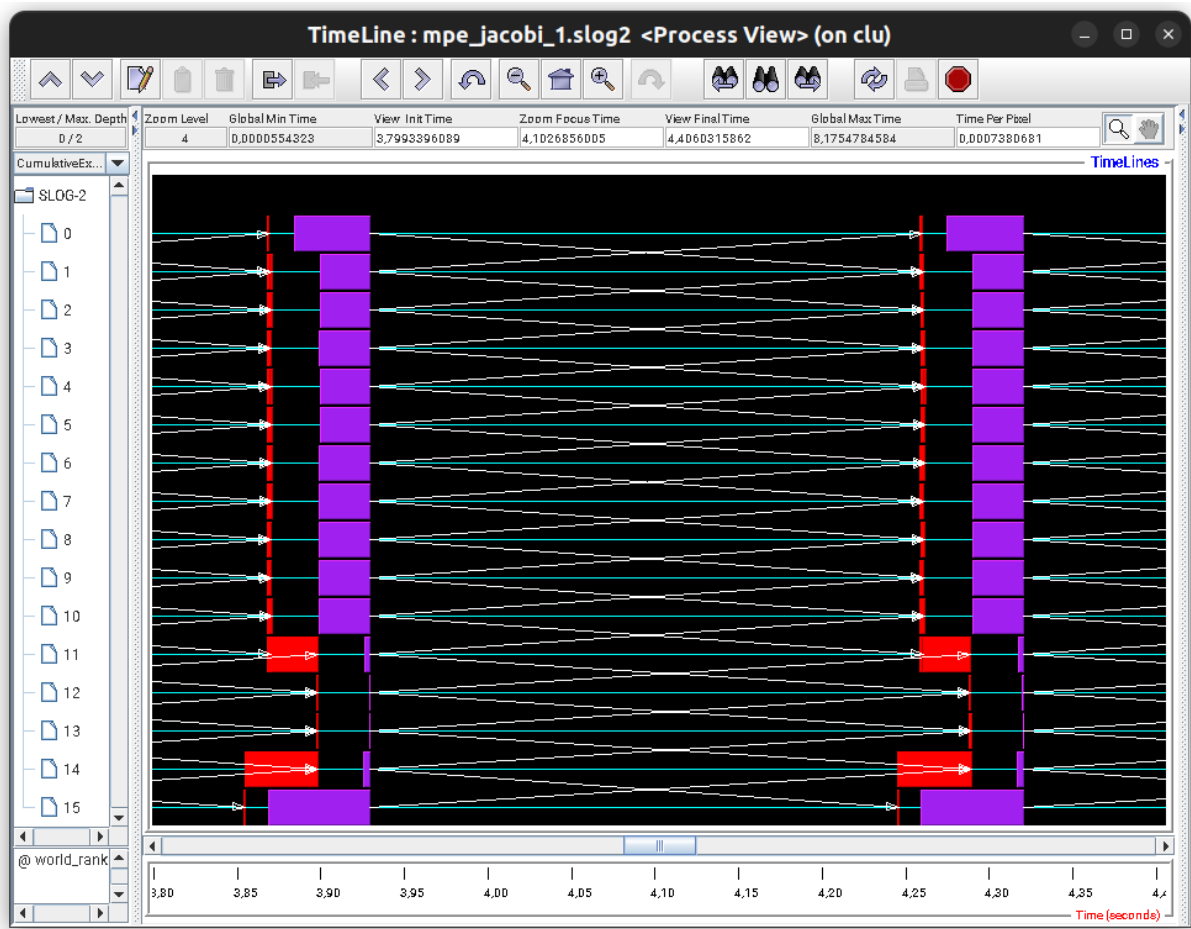 TimeLine : mpe_jacobi_1.slog2 <Process View> (on clu)
Lowest / Max. Depth Zoom Level Global Min Time View Init Time Zoom Focus Time View Final Time Global Max Time Time Per Pixel
0 / 2 4 0,0000554323 3,7993396089 4,1026856005 4,4060315862 8,1754784584 0,0007380681
CumulativeEx...
TimeLines
SLOG-2
0
1
2
3
4
5
6
7
8
9
10
11
12
13
14
15
@ world_rank
3,80 3,85 3,90 3,95 4,00 4,05 4,10 4,15 4,20 4,25 4,30 4,35
Time (seconds)